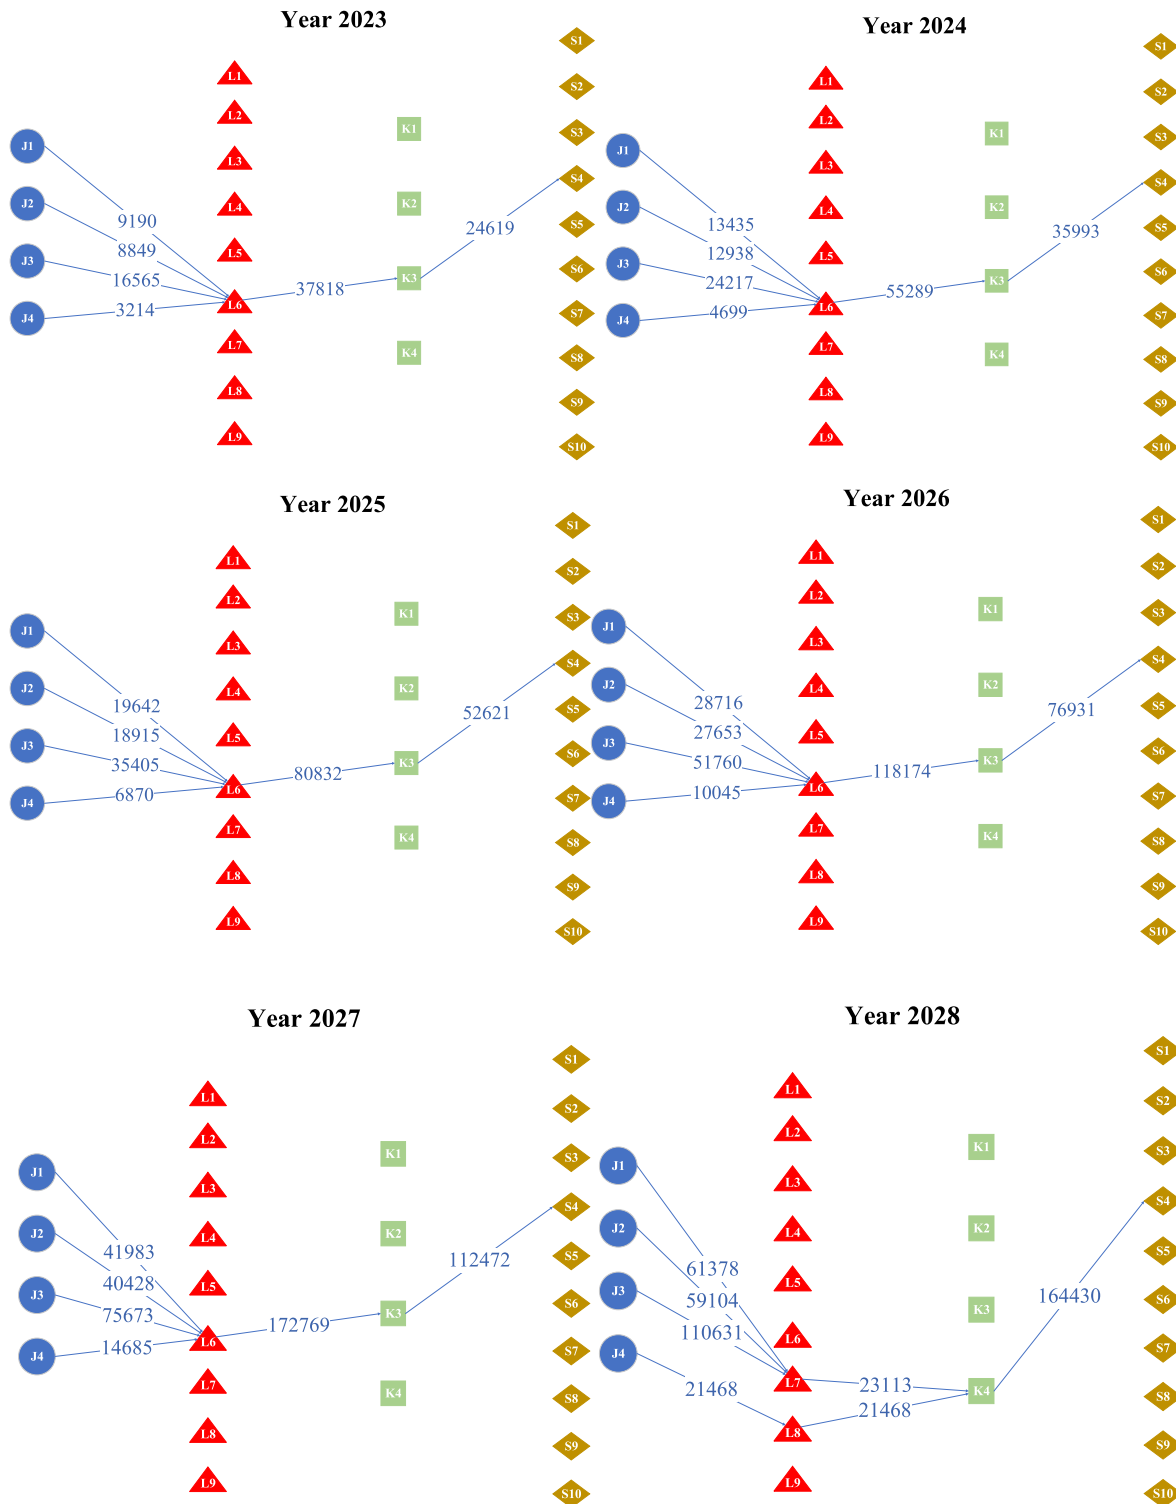 Year 2023
S1
L1
S2
L2
K1
S3
J1
L3
S4
J2
K2
L4
9190
24619
S5
8849
L5
J3
S6
16565
K3
37818
L6
3214
S7
J4
L7
K4
S8
L8
S9
L9
S10
Year 2024
S1
L1
S2
L2
K1
S3
J1
L3
S4
J2
K2
L4
13435
35993
S5
12938
L5
J3
S6
24217
K3
55289
L6
4699
S7
J4
L7
K4
S8
L8
S9
L9
S10
Year 2025
S1
L1
S2
L2
K1
S3
J1
L3
S4
J2
K2
L4
19642
52621
S5
18915
L5
J3
S6
35405
K3
80832
L6
6870
S7
J4
L7
K4
S8
L8
S9
L9
S10
Year 2026
S1
L1
S2
L2
K1
S3
J1
L3
S4
J2
K2
L4
28716
76931
S5
27653
L5
J3
S6
51760
K3
118174
L6
10045
S7
J4
L7
K4
S8
L8
S9
L9
S10
Year 2027
S1
L1
S2
L2
K1
S3
J1
L3
S4
J2
K2
L4
41983
112472
S5
40428
L5
J3
S6
75673
K3
172769
L6
14685
S7
J4
L7
K4
S8
L8
S9
L9
S10
Year 2028
S1
L1
S2
L2
K1
S3
J1
L3
S4
J2
K2
L4
S5
61378
L5
J3
59104
164430
S6
K3
110631
L6
S7
J4
L7
23113
K4
21468
21468
S8
L8
S9
L9
S10